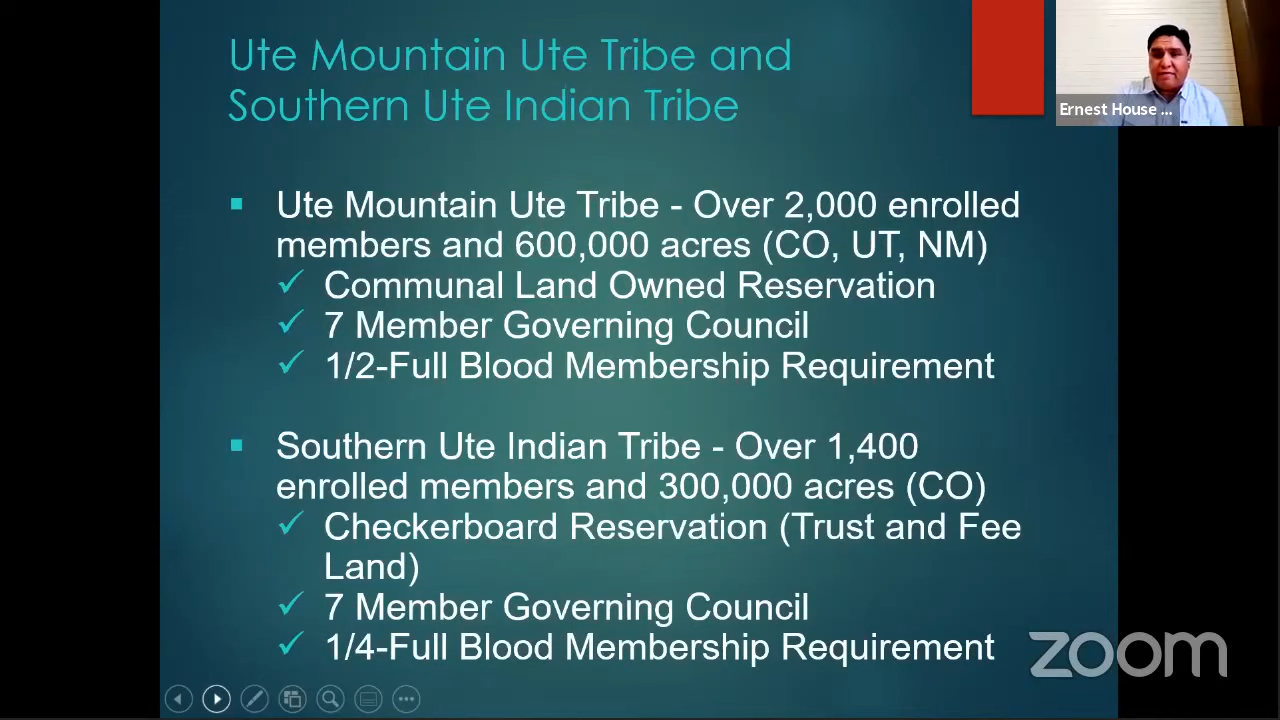 Ute Mountain Ute Tribe and
Southern Ute Indian Tribe
Ernest House ...
Ute Mountain Ute Tribe - Over 2,000 enrolled
members and 600,000 acres (CO, UT, NM)
Communal Land Owned Reservation
7 Member Governing Council
1/2-Full Blood Membership Requirement
Southern Ute Indian Tribe - Over 1,400
enrolled members and 300,000 acres (CO)
Checkerboard Reservation (Trust and Fee
Land)
7 Member Governing Council
1/4-Full Blood Membership Requirement
zoom